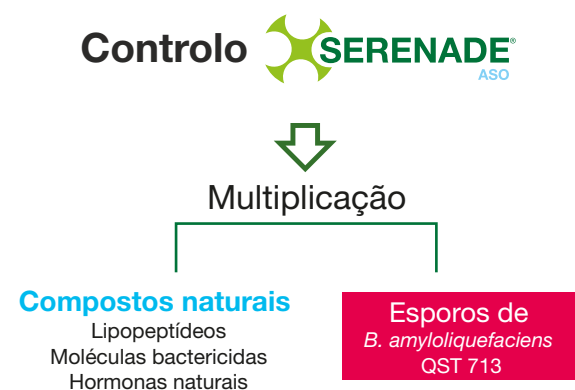 Controlo SERENADE®
ASO
Multiplicação
Compostos naturais
Lipopeptídeos
Moléculas bactericidas
Hormonas naturais
Esporos de
B. amyloliquefaciens
QST 713